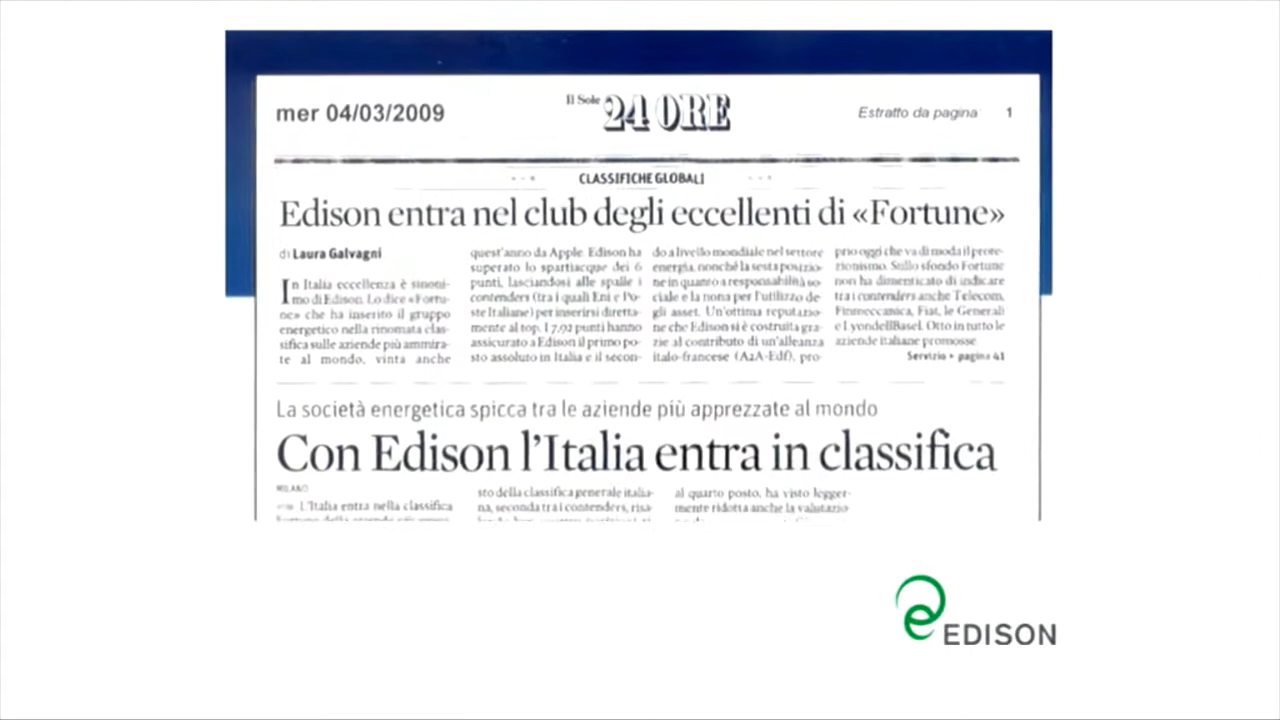 mer 04/03/2009
Il Sole 24 ORE
Estratto da pagina 1
CLASSIFICHE GLOBALI
Edison entra nel club degli eccellenti di «Fortune»
di Laura Galvagni
In Italia eccellenza è sinoni-
mo di Edison. Lo dice «Fortu-
ne» che ha inserito il gruppo
energetico nella rinomata clas-
sifica sulle aziende più ammira-
te al mondo, vinta anche
quest'anno da Apple. Edison ha
superato lo spartiacque dei 6
punti, lasciandosi alle spalle i
contenders (tra i quali Eni e Po-
ste Italiane) per inserirsi diretta-
mente al top. I 7,92 punti hanno
assicurato a Edison il primo po-
sto assoluto in Italia e il secon-
do a livello mondiale nel settore
energia, nonché la sesta posizio-
ne in quanto a responsabilità so-
ciale e la nona per l'utilizzo de-
gli asset. Un'ottima reputazio-
ne che Edison si è costruita gra-
zie al contributo di un'alleanza
italo-francese (A2A-Edf), pro-
prio oggi che va di moda il prote-
zionismo. Sullo sfondo Fortune
non ha dimenticato di indicare
tra i contenders anche Telecom,
Finmeccanica, Fiat, le Generali
e LyondellBasel. Otto in tutto le
aziende italiane promosse
Servizio • pagina 41
La società energetica spicca tra le aziende più apprezzate al mondo
Con Edison l'Italia entra in classifica
MILANO
L'Italia entra nella classifica
sto della classifica generale italia-
na, seconda tra i contenders, risa-
al quarto posto, ha visto legger-
mente ridotta anche la valutazio-
EDISON